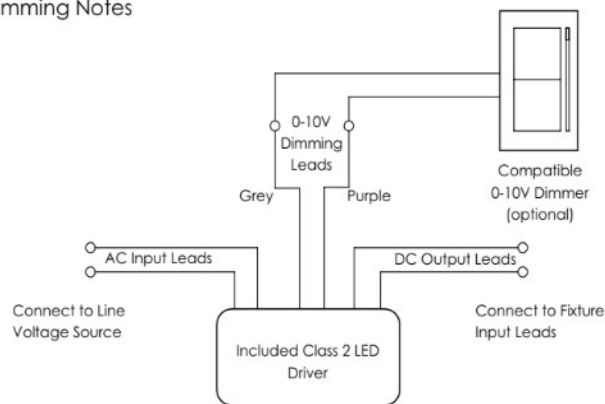 mming Notes
0-10V
Dimming
Leads
Grey
Purple
Compatible
0-10V Dimmer
(optional)
AC Input Leads
DC Output Leads
Connect to Line
Voltage Source
Connect to Fixture
Input Leads
Included Class 2 LED
Driver